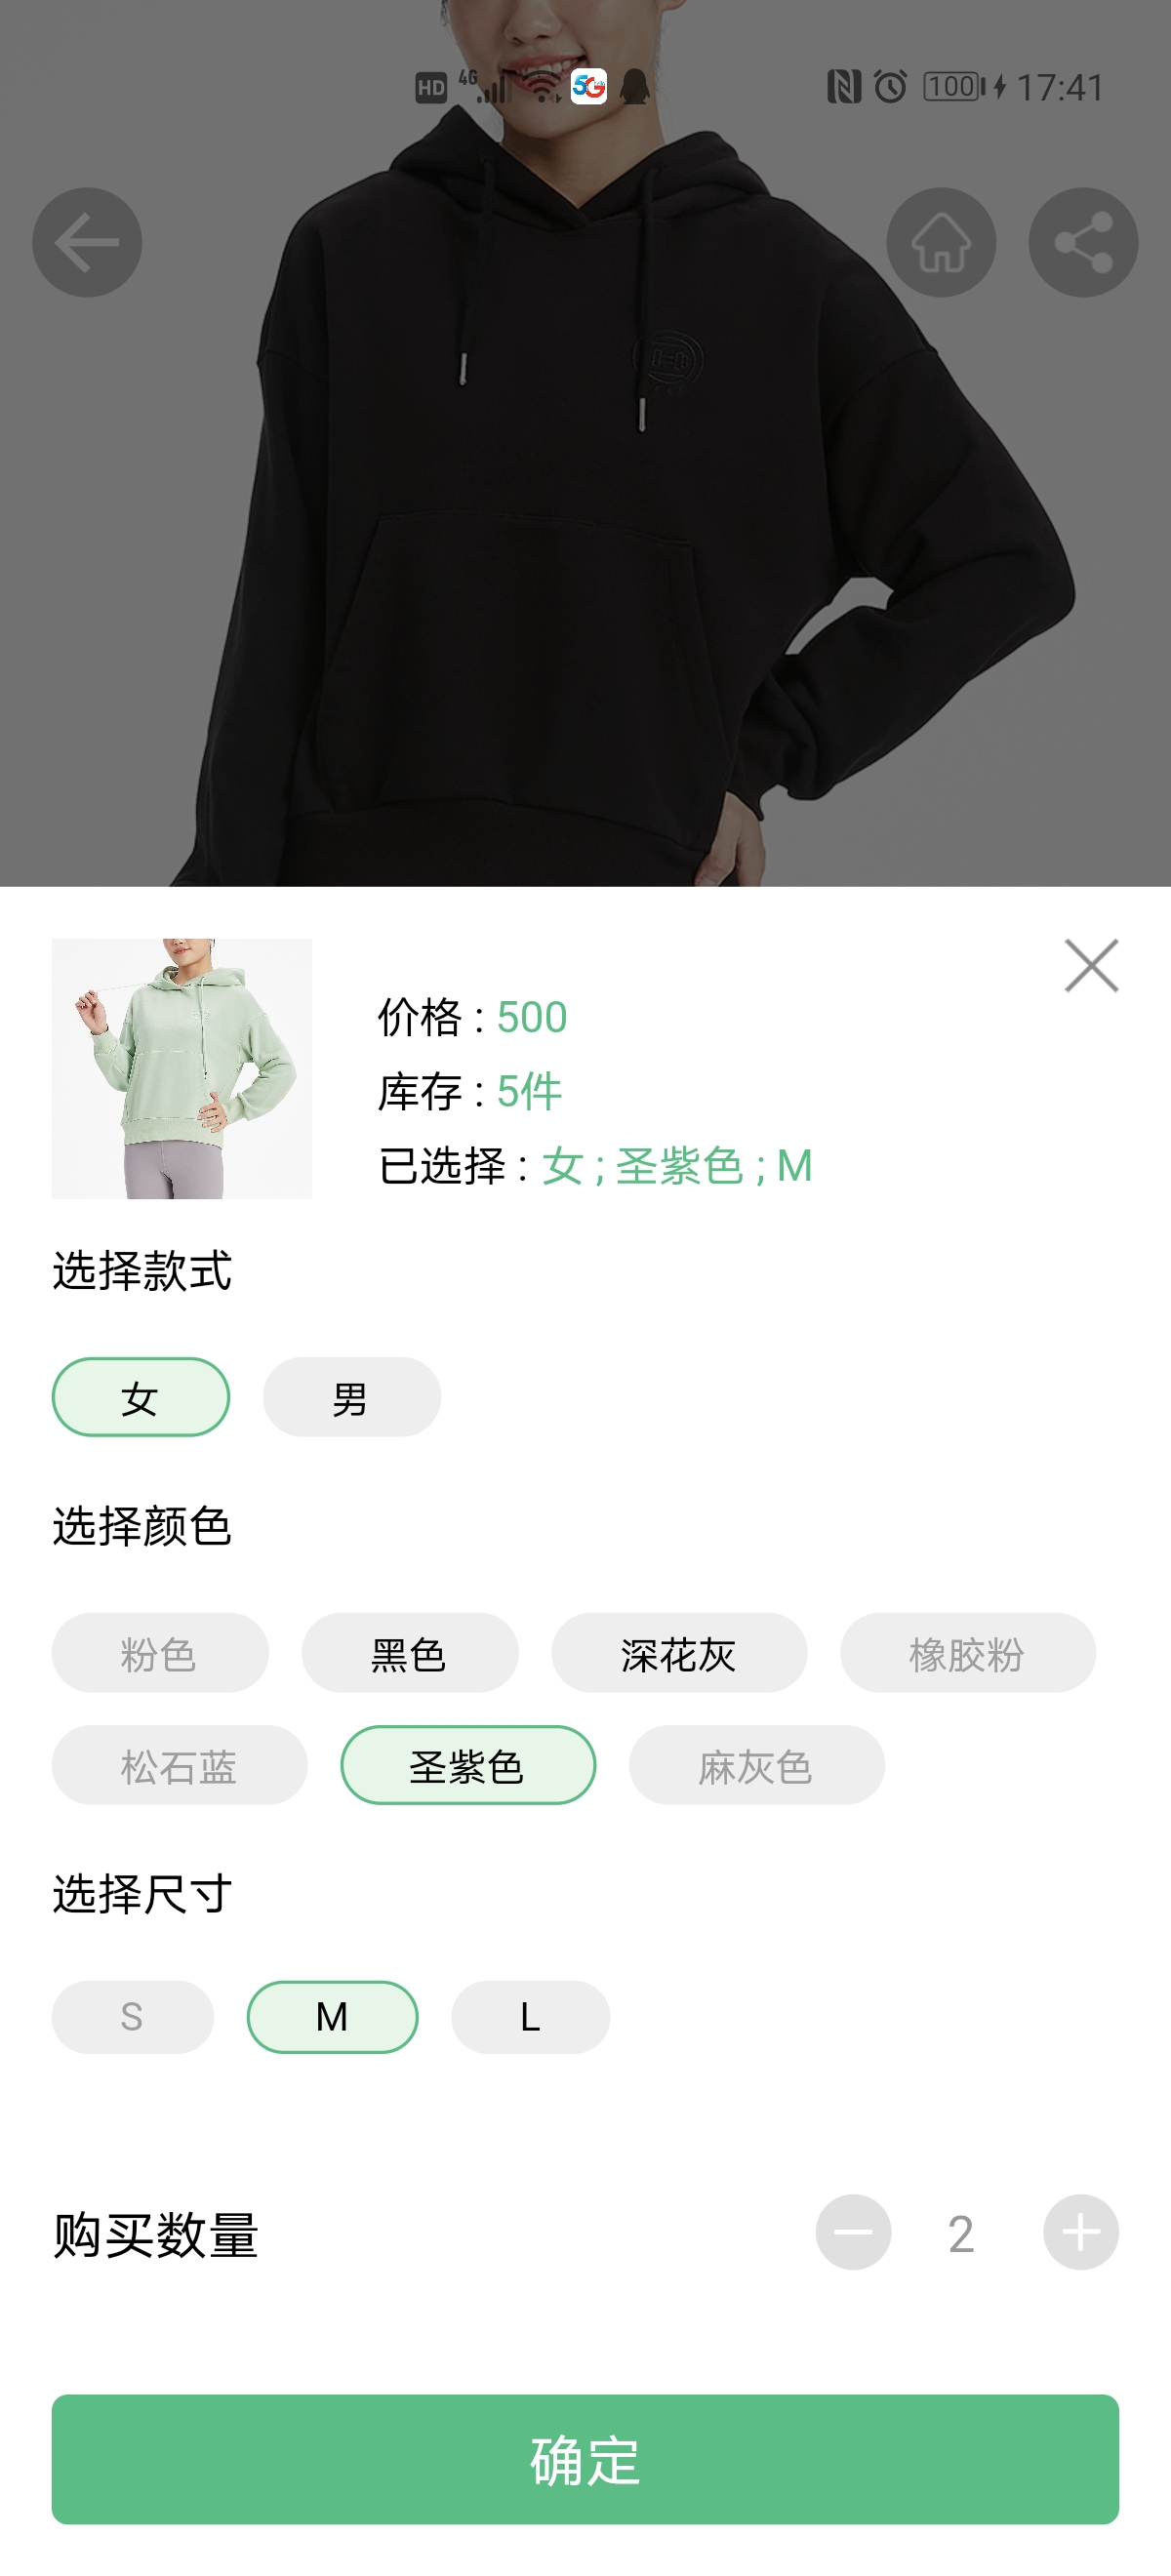 HD 4G 5G 100 17:41
价格 : 500
库存 : 5件
已选择 : 女 ; 圣紫色 ; M
选择款式
女 男
选择颜色
粉色 黑色 深花灰 橡胶粉
松石蓝 圣紫色 麻灰色
选择尺寸
S M L
购买数量 2
确定